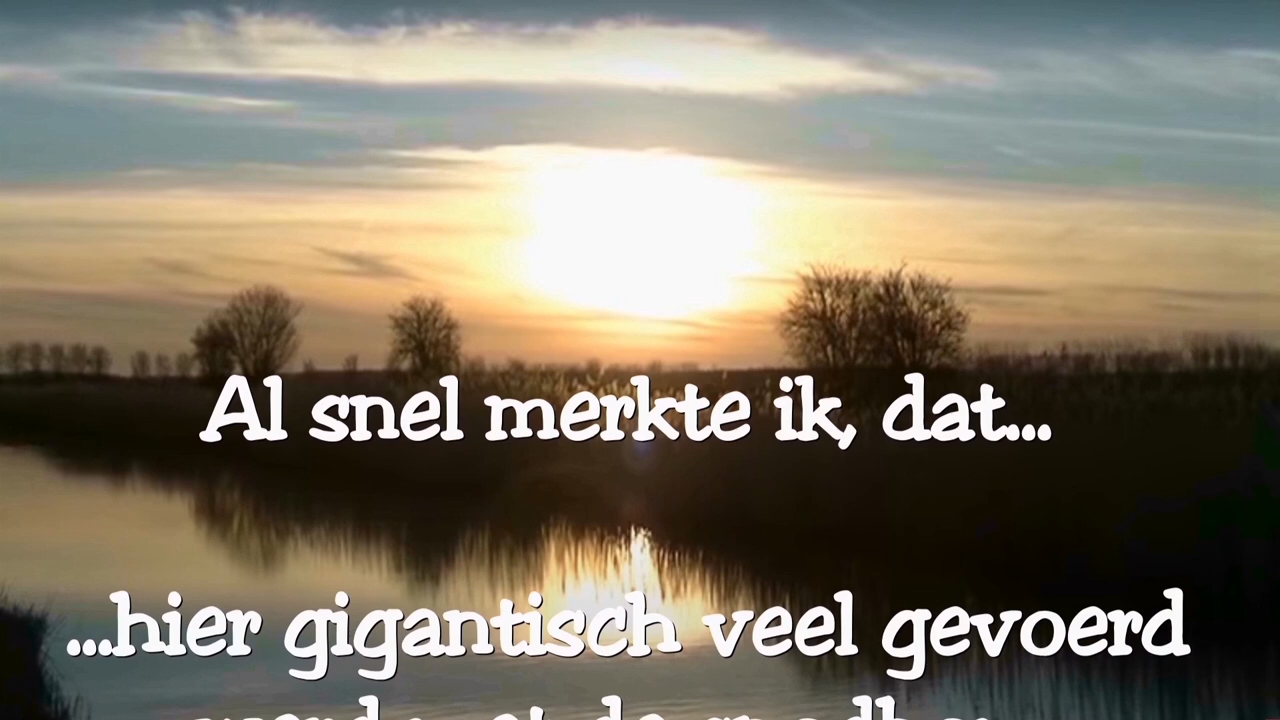 Al snel merkte ik, dat...
...hier gigantisch veel gevoerd